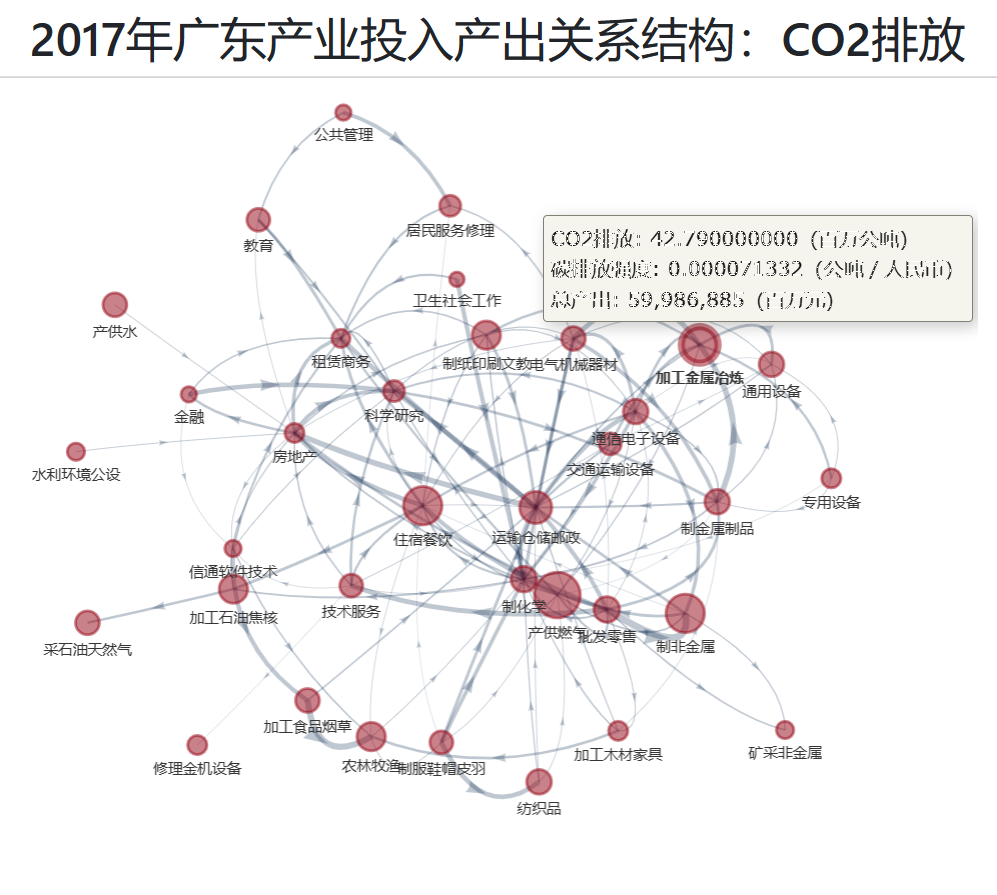 2017年广东产业投入产出关系结构：CO2排放
公共管理
居民服务修理
教育
CO2排放: 42.790000000 (百万公吨)
碳排放强度: 0.00071332 (公吨 / 人民币)
总产出: 59,986,885 (百万元)
卫生社会工作
产供水
租赁商务
制纸印刷文教
电气机械器材
加工金属冶炼
通用设备
金融
科学研究
通信电子设备
房地产
交通运输设备
水利环境公设
专用设备
制金属制品
住宿餐饮
运输仓储邮政
信通软件技术
加工石油焦核
技术服务
制化学
产供燃气
批发零售
制非金属
采石油天然气
加工食品烟草
农林牧渔
制服鞋帽皮羽
加工木材家具
矿采非金属
修理金机设备
纺织品